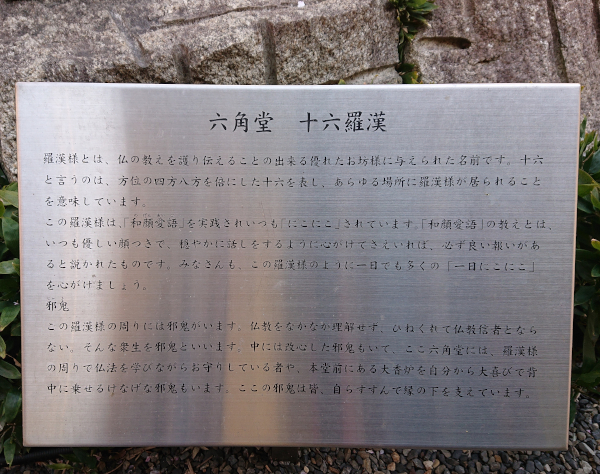 六角堂 十六羅漢
羅漢様とは、仏の教えを護り伝えることの出来る優れたお坊様に与えられた名前です。十六
と言うのは、方位の四方八方を倍にした十六を表し、あらゆる場所に羅漢様が居られること
を意味しています。
この羅漢様は、「和顔愛語」を実践されいつも「にこにこ」されています。「和顔愛語」の教えとは、
いつも優しい顔つきで、穏やかに話しをするように心がけてさえいれば、必ず良い報いがあ
ると説かれたものです。みなさんも、この羅漢様のように一日でも多くの「一日にこにこ」
を心がけましょう。
邪鬼
この羅漢様の周りには邪鬼がいます。仏教をなかなか理解せず、ひねくれて仏教信者となら
ない。そんな衆生を邪鬼といいます。中には改心した邪鬼もいて、ここ六角堂には、羅漢様
の周りで仏法を学びながらお守りしている者や、本堂前にある大香炉を自分から大喜びで背
中に乗せるけなげな邪鬼もいます。ここの邪鬼は皆、自らすすんで縁の下を支えています。